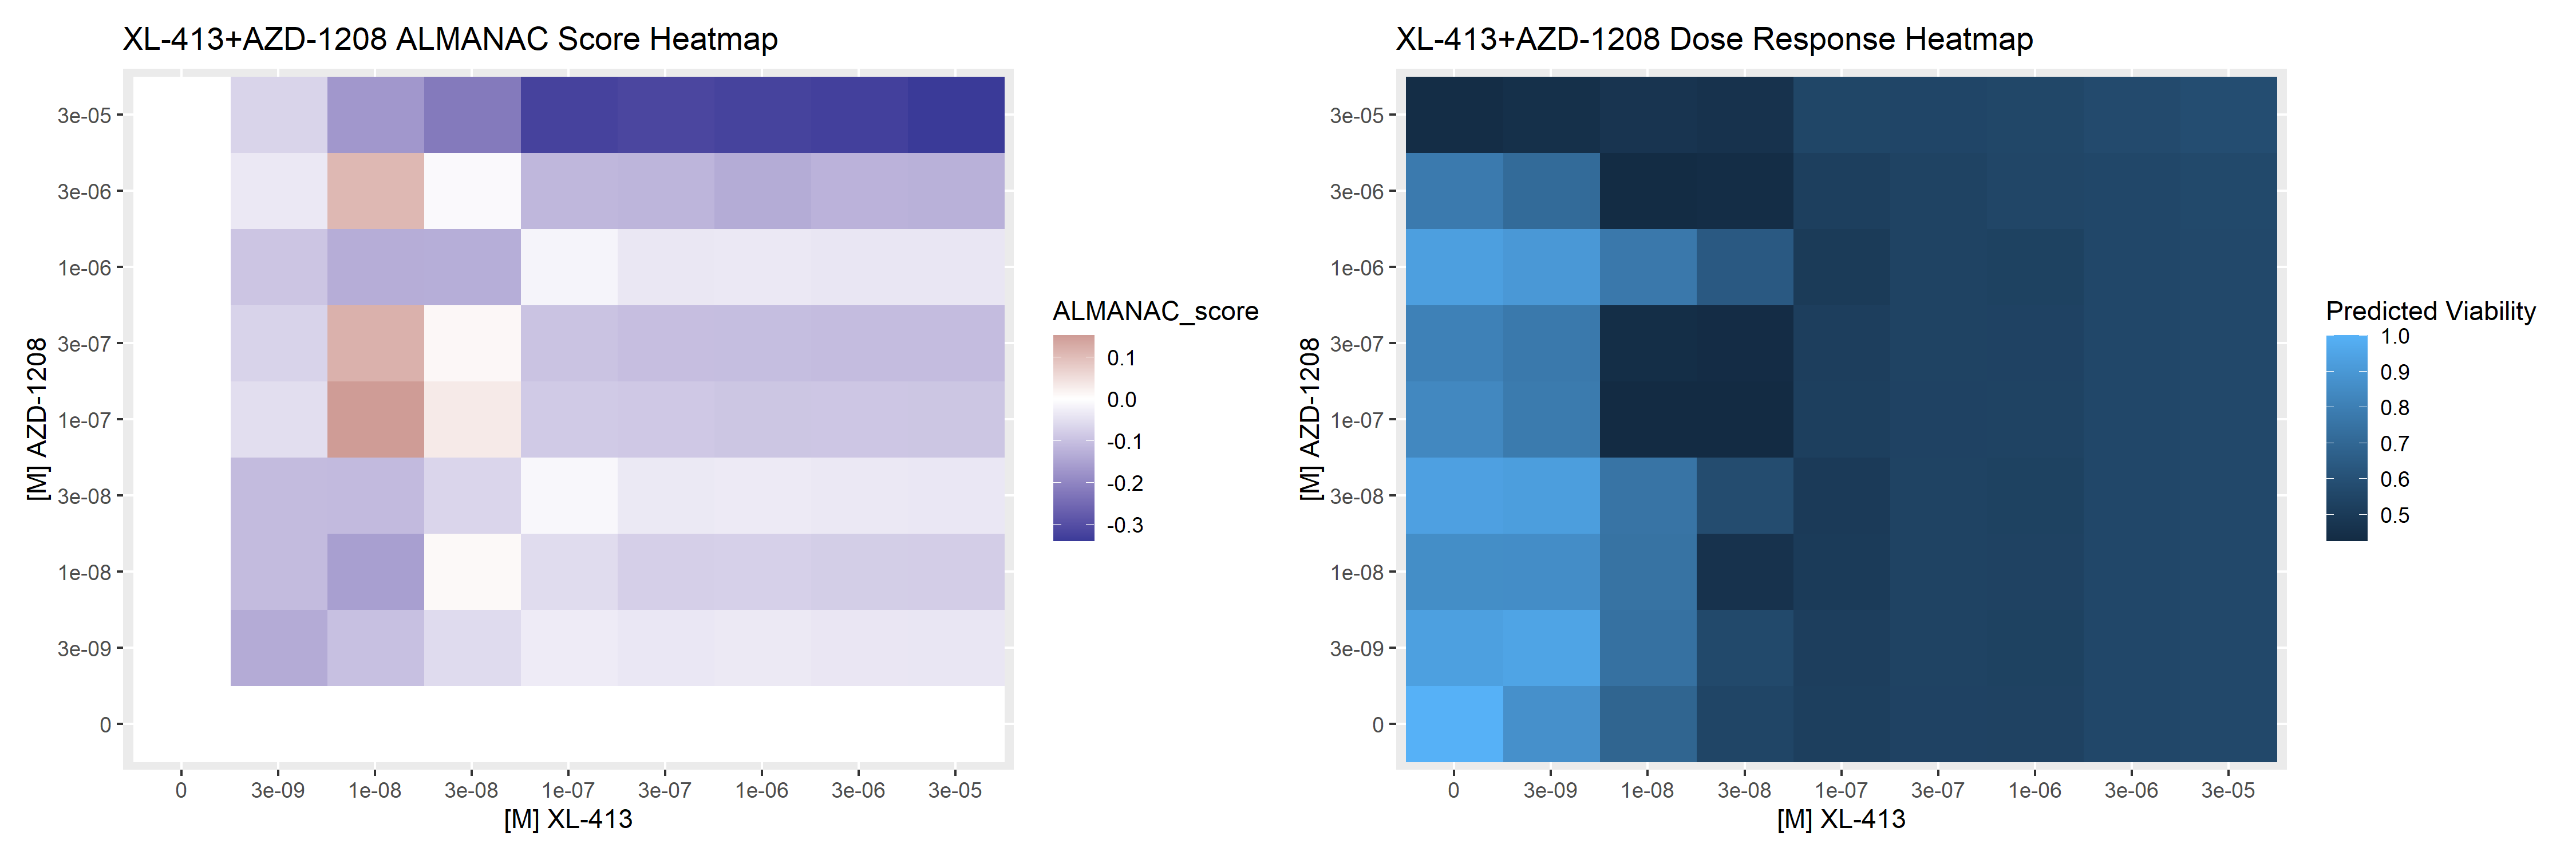 XL-413+AZD-1208 ALMANAC Score Heatmap
[M] AZD-1208
3e-05
3e-06
1e-06
3e-07
1e-07
3e-08
1e-08
3e-09
0
0 3e-09 1e-08 3e-08 1e-07 3e-07 1e-06 3e-06 3e-05
[M] XL-413
ALMANAC_score
0.1
0.0
-0.1
-0.2
-0.3
XL-413+AZD-1208 Dose Response Heatmap
[M] AZD-1208
3e-05
3e-06
1e-06
3e-07
1e-07
3e-08
1e-08
3e-09
0
0 3e-09 1e-08 3e-08 1e-07 3e-07 1e-06 3e-06 3e-05
[M] XL-413
Predicted Viability
1.0
0.9
0.8
0.7
0.6
0.5